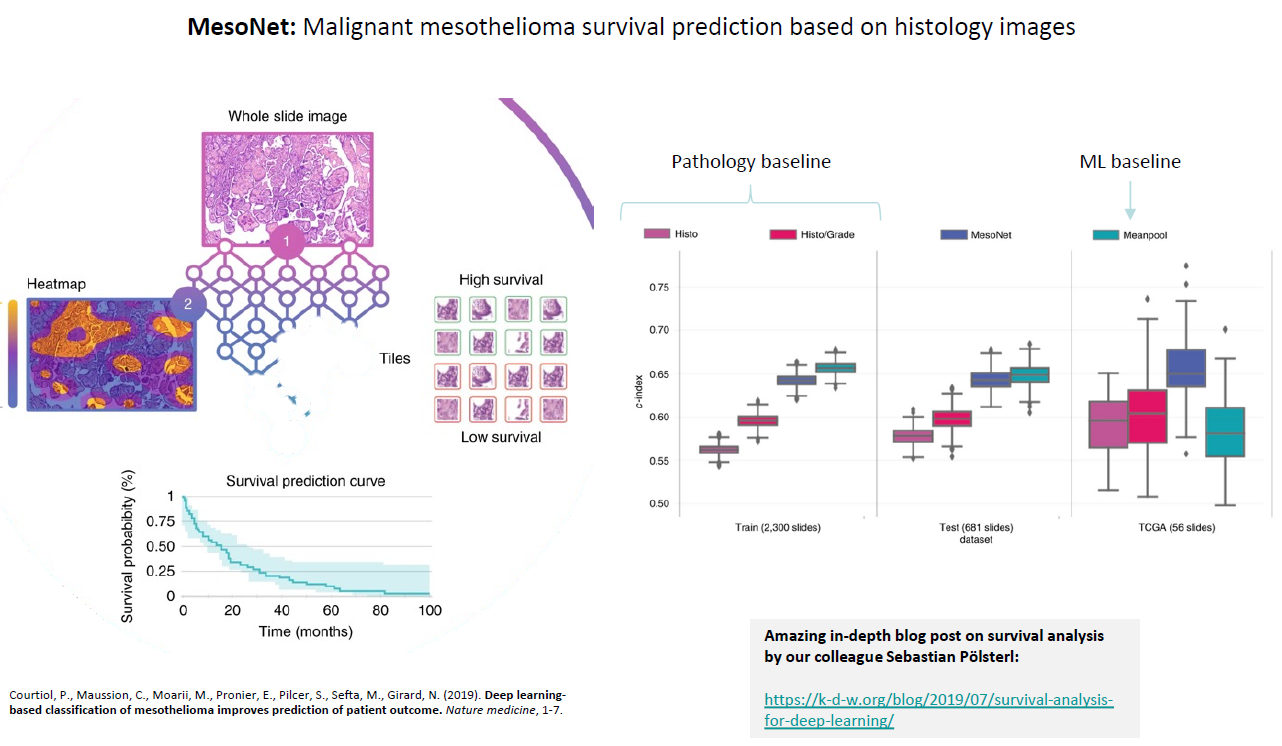 MesoNet: Malignant mesothelioma survival prediction based on histology images
Whole slide image
1
Heatmap
2
High survival
Tiles
Low survival
Survival prediction curve
Survival probabibity (%)
1
0.75
0.50
0.25
0
0 20 40 60 80 100
Time (months)
Pathology baseline
ML baseline
Histo
Histo/Grade
MesoNet
Meanpool
c-index
0.75
0.70
0.65
0.60
0.55
0.50
Train (2,300 slides)
Test (681 slides)
TCGA (56 slides)
dataset
Amazing in-depth blog post on survival analysis
by our colleague Sebastian Pölsterl:
https://k-d-w.org/blog/2019/07/survival-analysis-
for-deep-learning/
Courtiol, P., Maussion, C., Moarii, M., Pronier, E., Pilcer, S., Sefta, M., Girard, N. (2019). Deep learning-
based classification of mesothelioma improves prediction of patient outcome. Nature medicine, 1-7.